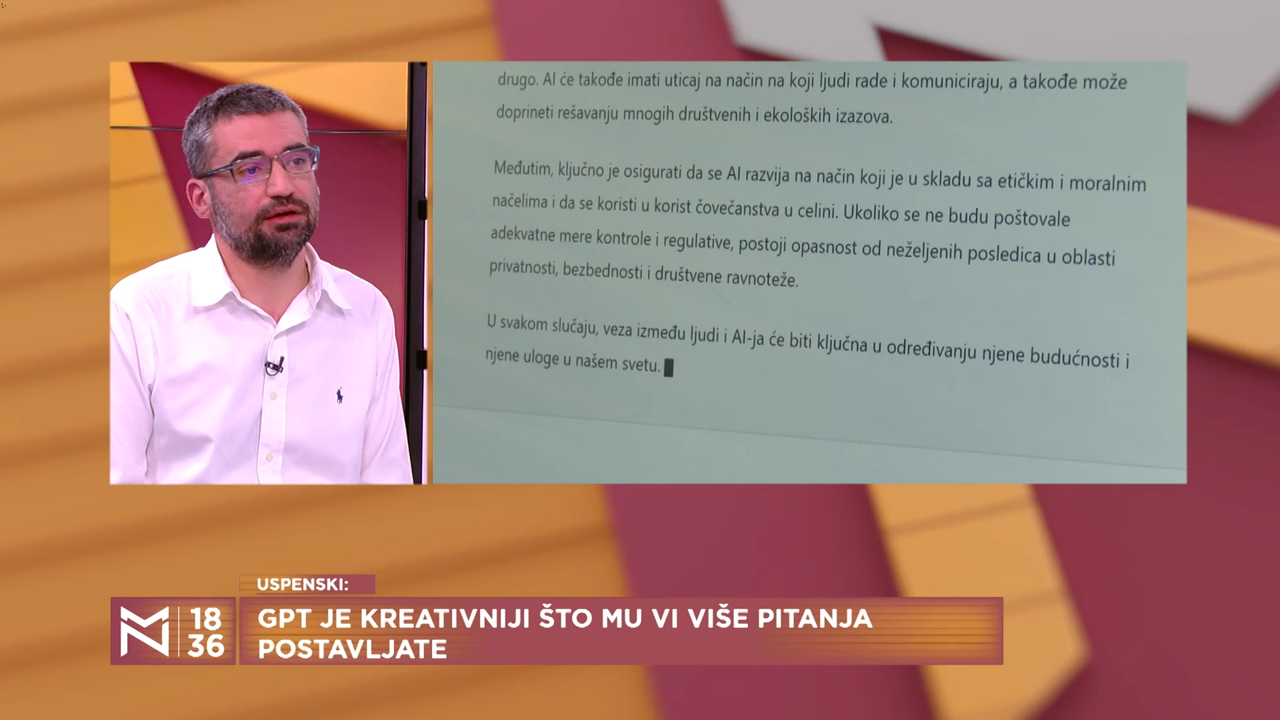 drugo. AI će takođe imati uticaj na način na koji ljudi rade i komuniciraju, a takođe može
doprineti rešavanju mnogih društvenih i ekoloških izazova.
Međutim, ključno je osigurati da se AI razvija na način koji je u skladu sa etičkim i moralnim
načelima i da se koristi u korist čovečanstva u celini. Ukoliko se ne budu poštovale
adekvatne mere kontrole i regulative, postoji opasnost od neželjenih posledica u oblasti
privatnosti, bezbednosti i društvene ravnoteže.
U svakom slučaju, veza između ljudi i AI-ja će biti ključna u određivanju njene budućnosti i
njene uloge u našem svetu.
USPENSKI:
18
36
GPT JE KREATIVNIJI ŠTO MU VI VIŠE PITANJA
POSTAVLJATE